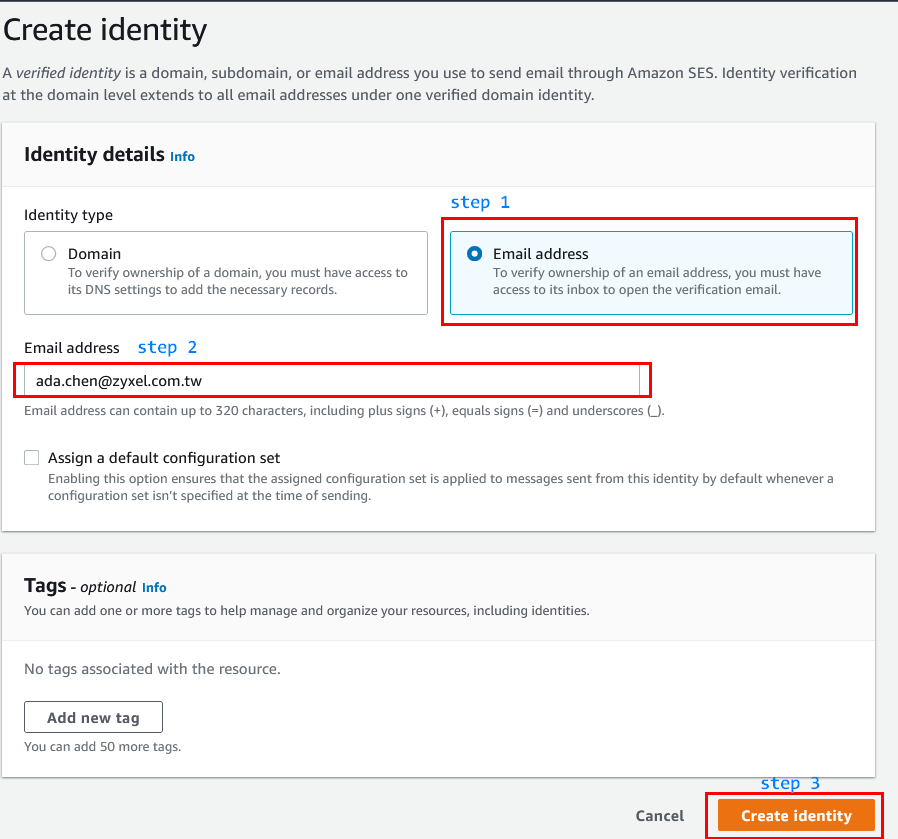 Create identity
A verified identity is a domain, subdomain, or email address you use to send email through Amazon SES. Identity verification
at the domain level extends to all email addresses under one verified domain identity.
Identity details Info
step 1
Identity type
Domain
To verify ownership of a domain, you must have access to
its DNS settings to add the necessary records.
Email address
To verify ownership of an email address, you must have
access to its inbox to open the verification email.
Email address step 2
ada.chen@zyxel.com.tw
Email address can contain up to 320 characters, including plus signs (+), equals signs (=) and underscores (_).
Assign a default configuration set
Enabling this option ensures that the assigned configuration set is applied to messages sent from this identity by default whenever a
configuration set isn't specified at the time of sending.
Tags - optional Info
You can add one or more tags to help manage and organize your resources, including identities.
No tags associated with the resource.
Add new tag
You can add 50 more tags.
step 3
Cancel Create identity